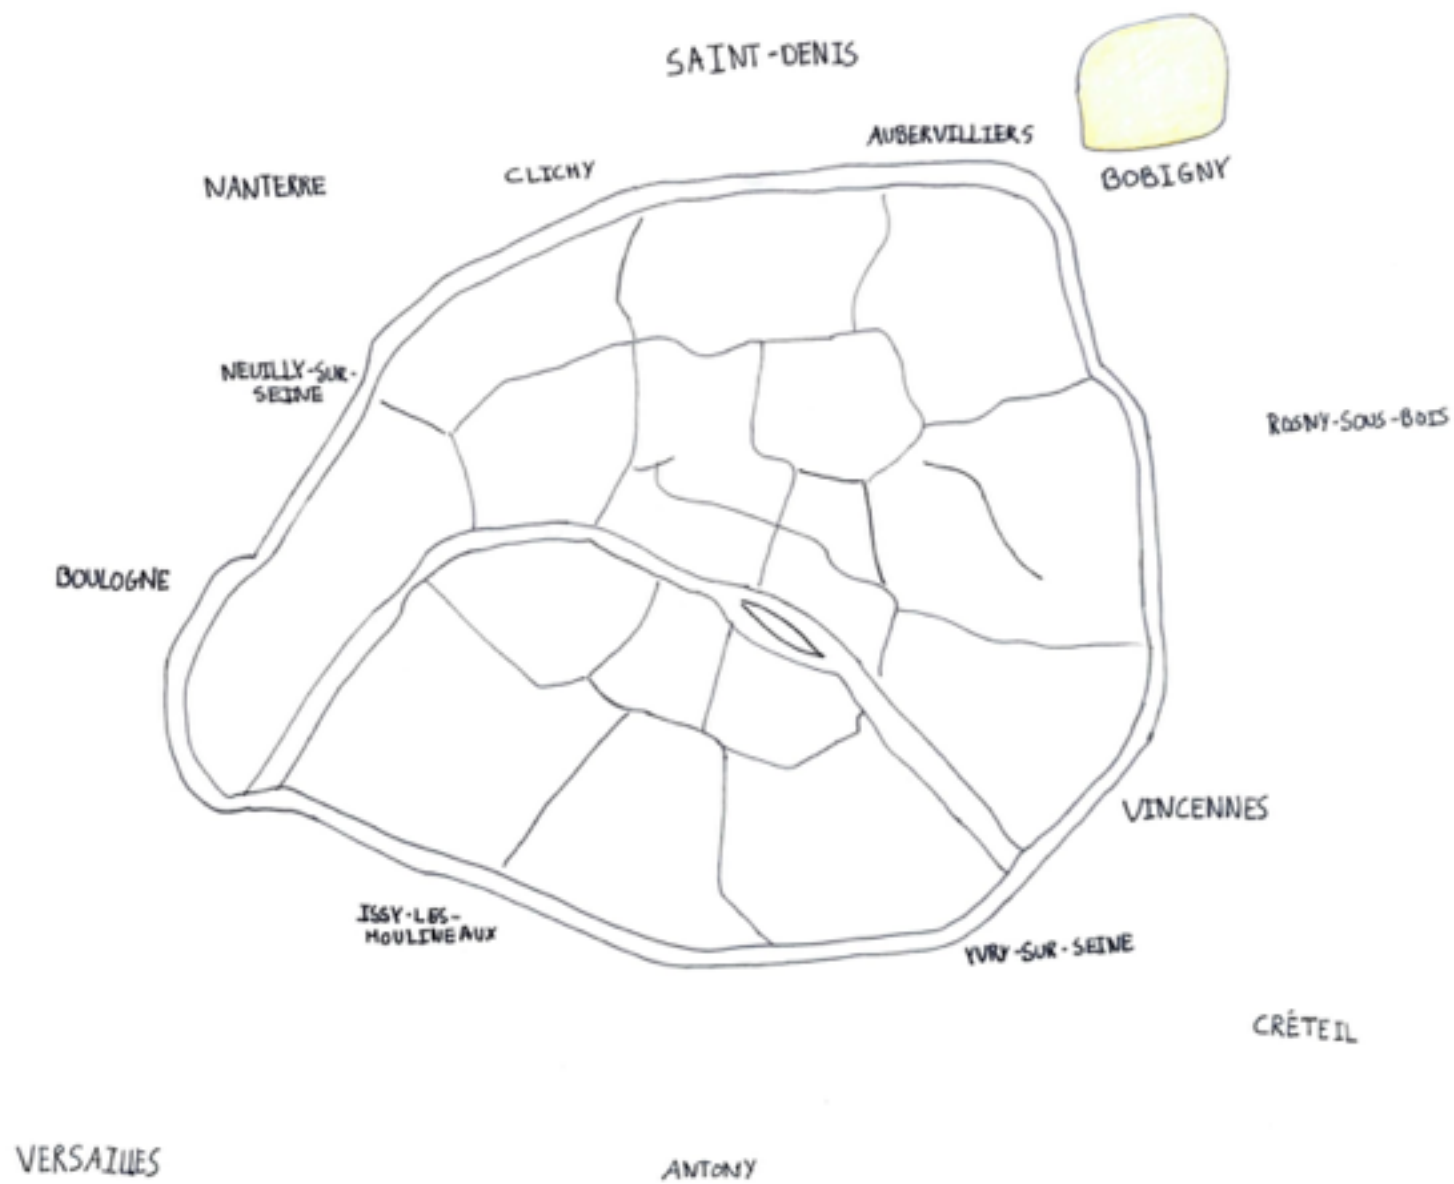 SAINT-DENIS
AUBERVILLIERS
BOBIGNY
CLICHY
NANTERRE
NEUILLY-SUR-
SEINE
ROSNY-SOUS-BOIS
BOULOGNE
VINCENNES
ISSY-LES-
MOULINEAUX
YVRY-SUR-SEINE
CRÉTEIL
VERSAILLES
ANTONY